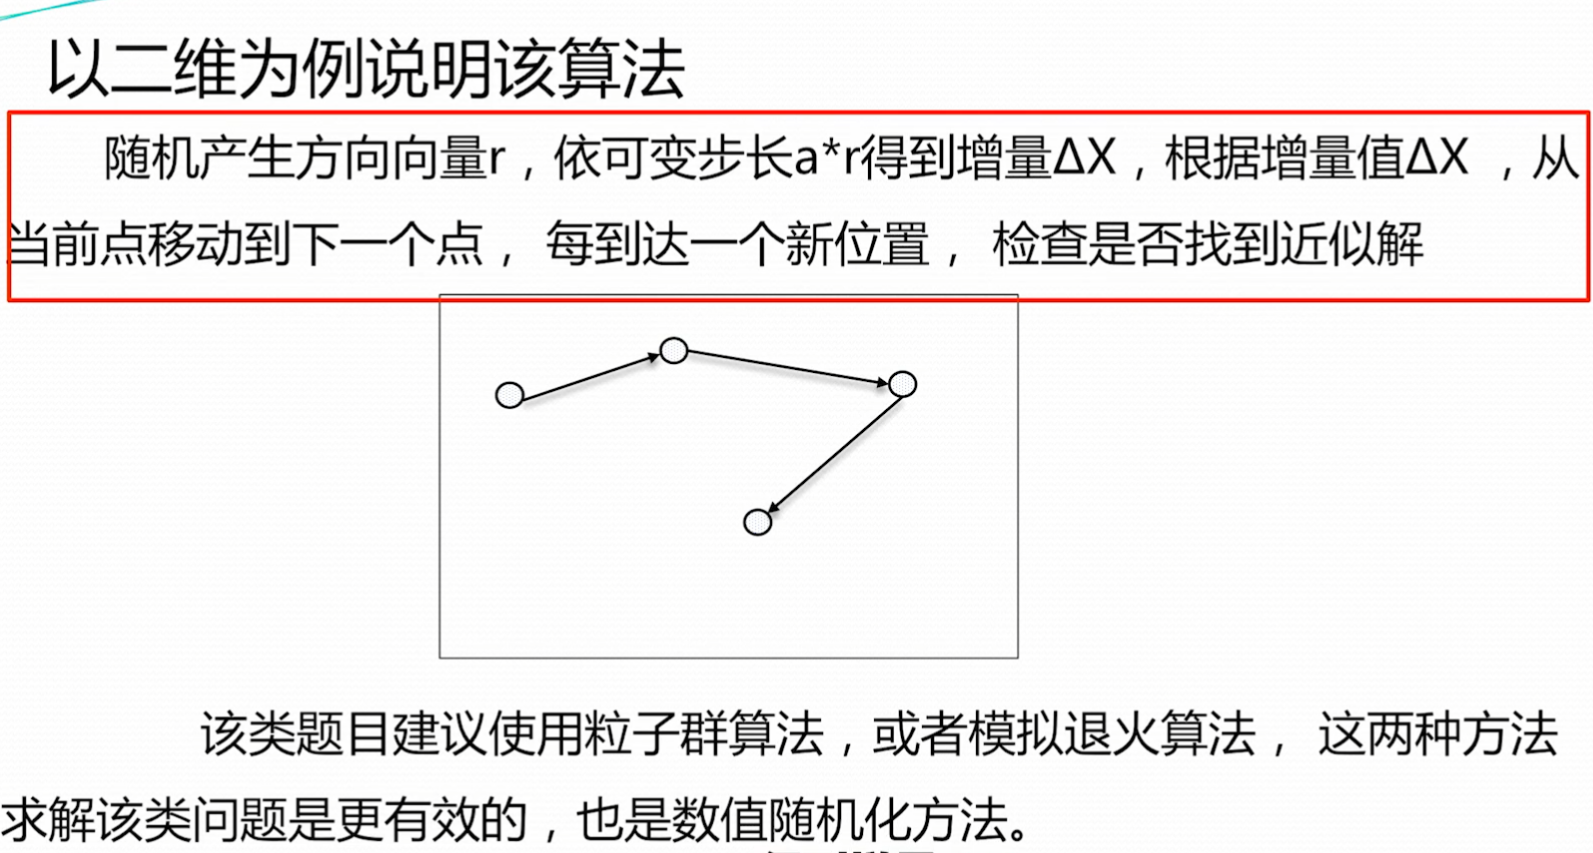 以二维为例说明该算法
随机产生方向向量r，依可变步长a*r得到增量ΔX，根据增量值ΔX ，从
当前点移动到下一个点， 每到达一个新位置， 检查是否找到近似解
该类题目建议使用粒子群算法，或者模拟退火算法， 这两种方法
求解该类问题是更有效的，也是数值随机化方法。